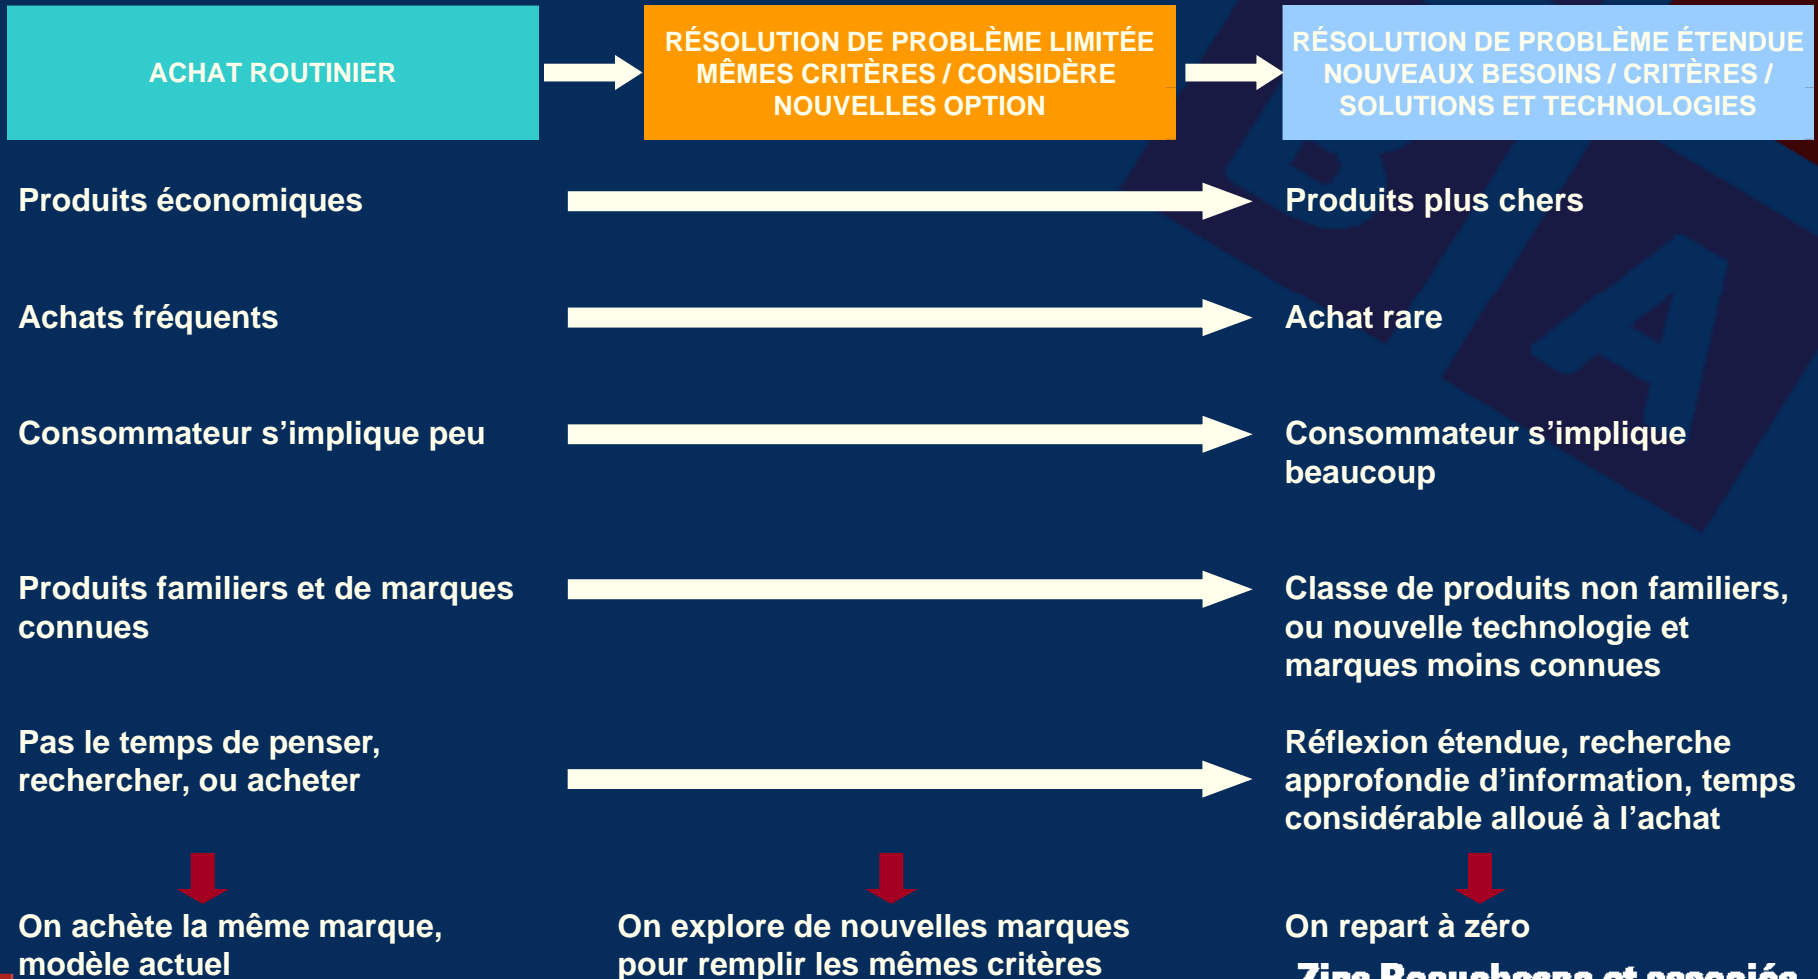 ACHAT ROUTINIER
RÉSOLUTION DE PROBLÈME LIMITÉE
MÊMES CRITÈRES / CONSIDÈRE
NOUVELLES OPTION
RÉSOLUTION DE PROBLÈME ÉTENDUE
NOUVEAUX BESOINS / CRITÈRES /
SOLUTIONS ET TECHNOLOGIES
Produits économiques
Produits plus chers
Achats fréquents
Achat rare
Consommateur s’implique peu
Consommateur s’implique
beaucoup
Produits familiers et de marques
connues
Classe de produits non familiers,
ou nouvelle technologie et
marques moins connues
Pas le temps de penser,
rechercher, ou acheter
Réflexion étendue, recherche
approfondie d’information, temps
considérable alloué à l’achat
On achète la même marque,
modèle actuel
On explore de nouvelles marques
pour remplir les mêmes critères
On repart à zéro
Zins Beauchesne et associés
B
A